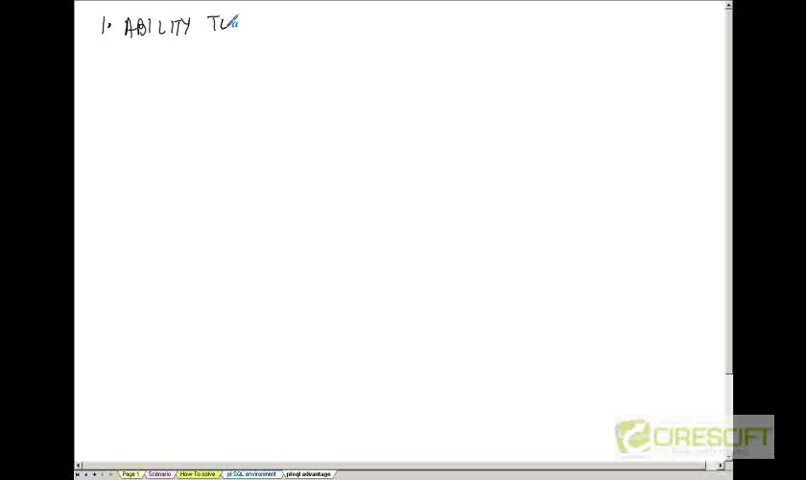 1. ABILITY TO
CIRESOFT
Page 1 Scenario How To solve pl SQL environment plsql advantage